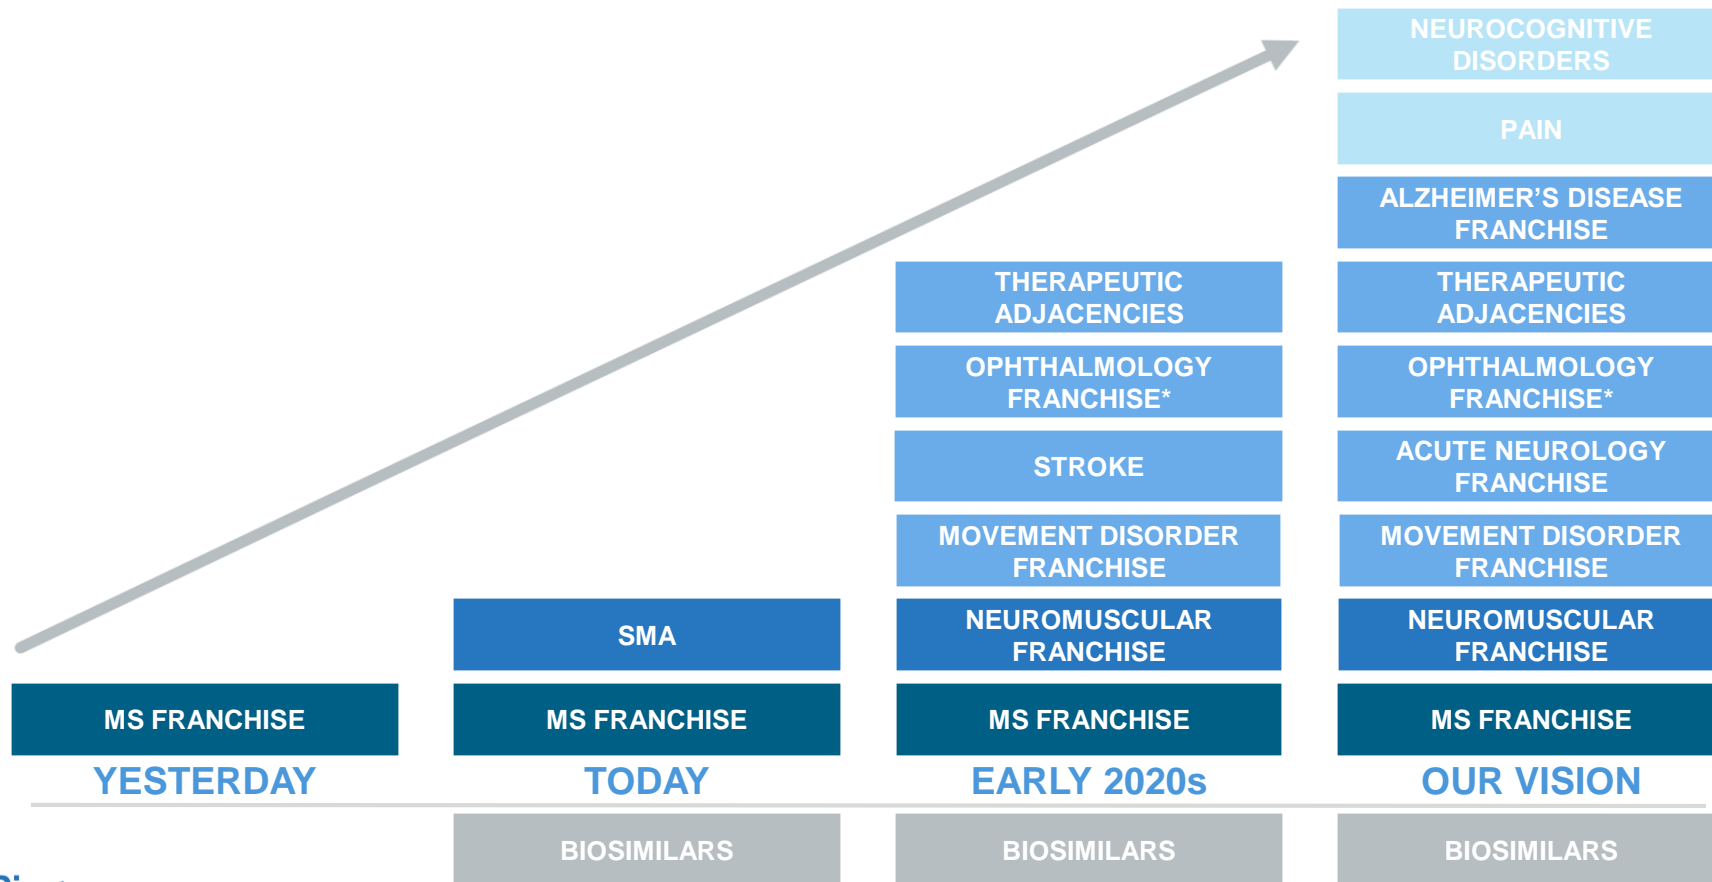 NEUROCOGNITIVE
DISORDERS
PAIN
ALZHEIMER’S DISEASE
FRANCHISE
THERAPEUTIC
ADJACENCIES
THERAPEUTIC
ADJACENCIES
OPHTHALMOLOGY
FRANCHISE*
OPHTHALMOLOGY
FRANCHISE*
STROKE
ACUTE NEUROLOGY
FRANCHISE
MOVEMENT DISORDER
FRANCHISE
MOVEMENT DISORDER
FRANCHISE
SMA
NEUROMUSCULAR
FRANCHISE
NEUROMUSCULAR
FRANCHISE
MS FRANCHISE
MS FRANCHISE
MS FRANCHISE
MS FRANCHISE
YESTERDAY
TODAY
EARLY 2020s
OUR VISION
BIOSIMILARS
BIOSIMILARS
BIOSIMILARS